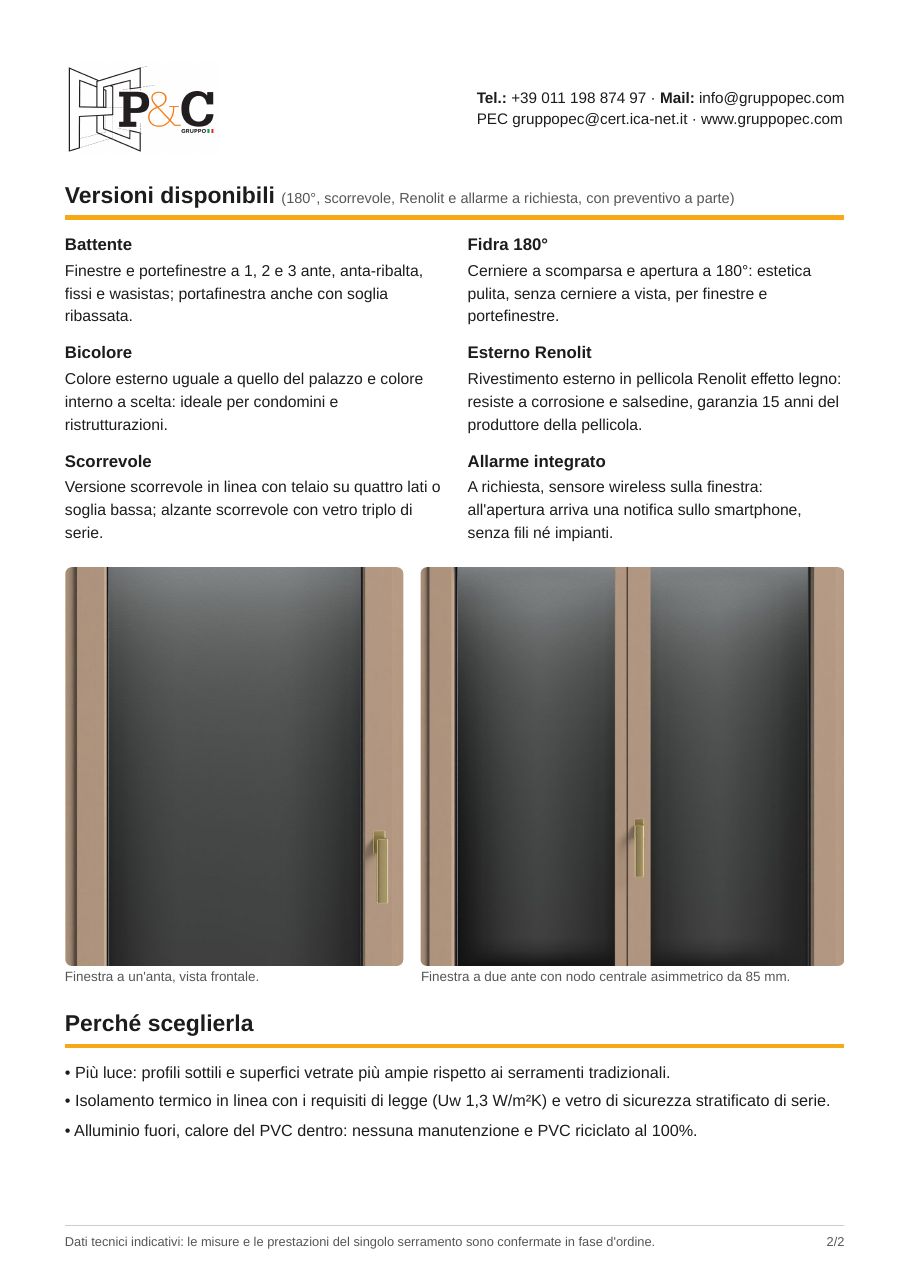 P&C
GRUPPO
Tel.: +39 011 198 874 97 · Mail: info@gruppopec.com
PEC gruppopec@cert.ica-net.it · www.gruppopec.com
Versioni disponibili (180°, scorrevole, Renolit e allarme a richiesta, con preventivo a parte)
Battente
Finestre e portefinestre a 1, 2 e 3 ante, anta-ribalta,
fissi e wasistas; portafinestra anche con soglia
ribassata.
Fidra 180°
Cerniere a scomparsa e apertura a 180°: estetica
pulita, senza cerniere a vista, per finestre e
portefinestre.
Bicolore
Colore esterno uguale a quello del palazzo e colore
interno a scelta: ideale per condomini e
ristrutturazioni.
Esterno Renolit
Rivestimento esterno in pellicola Renolit effetto legno:
resiste a corrosione e salsedine, garanzia 15 anni del
produttore della pellicola.
Scorrevole
Versione scorrevole in linea con telaio su quattro lati o
soglia bassa; alzante scorrevole con vetro triplo di
serie.
Allarme integrato
A richiesta, sensore wireless sulla finestra:
all'apertura arriva una notifica sullo smartphone,
senza fili né impianti.
Finestra a un'anta, vista frontale.
Finestra a due ante con nodo centrale asimmetrico da 85 mm.
Perché sceglierla
• Più luce: profili sottili e superfici vetrate più ampie rispetto ai serramenti tradizionali.
• Isolamento termico in linea con i requisiti di legge (Uw 1,3 W/m²K) e vetro di sicurezza stratificato di serie.
• Alluminio fuori, calore del PVC dentro: nessuna manutenzione e PVC riciclato al 100%.
Dati tecnici indicativi: le misure e le prestazioni del singolo serramento sono confermate in fase d'ordine.
2/2